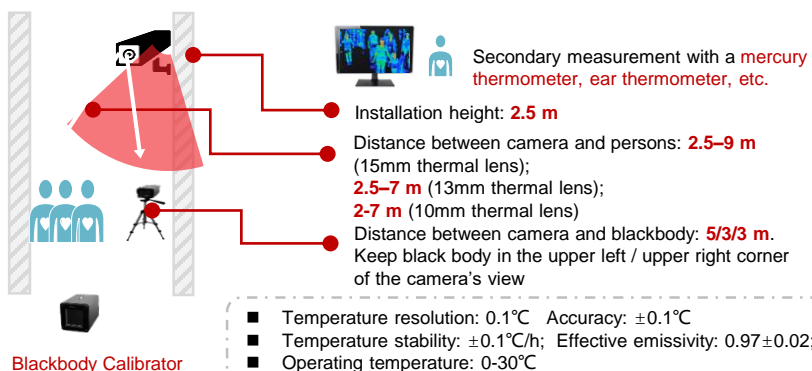 Secondary measurement with a mercury
thermometer, ear thermometer, etc.
Installation height: 2.5 m
Distance between camera and persons: 2.5–9 m
(15mm thermal lens);
2.5–7 m (13mm thermal lens);
2-7 m (10mm thermal lens)
Distance between camera and blackbody: 5/3/3 m.
Keep black body in the upper left / upper right corner
of the camera’s view
Blackbody Calibrator
■ Temperature resolution: 0.1℃ Accuracy: ±0.1℃
■ Temperature stability: ±0.1℃/h; Effective emissivity: 0.97±0.02;
■ Operating temperature: 0-30℃